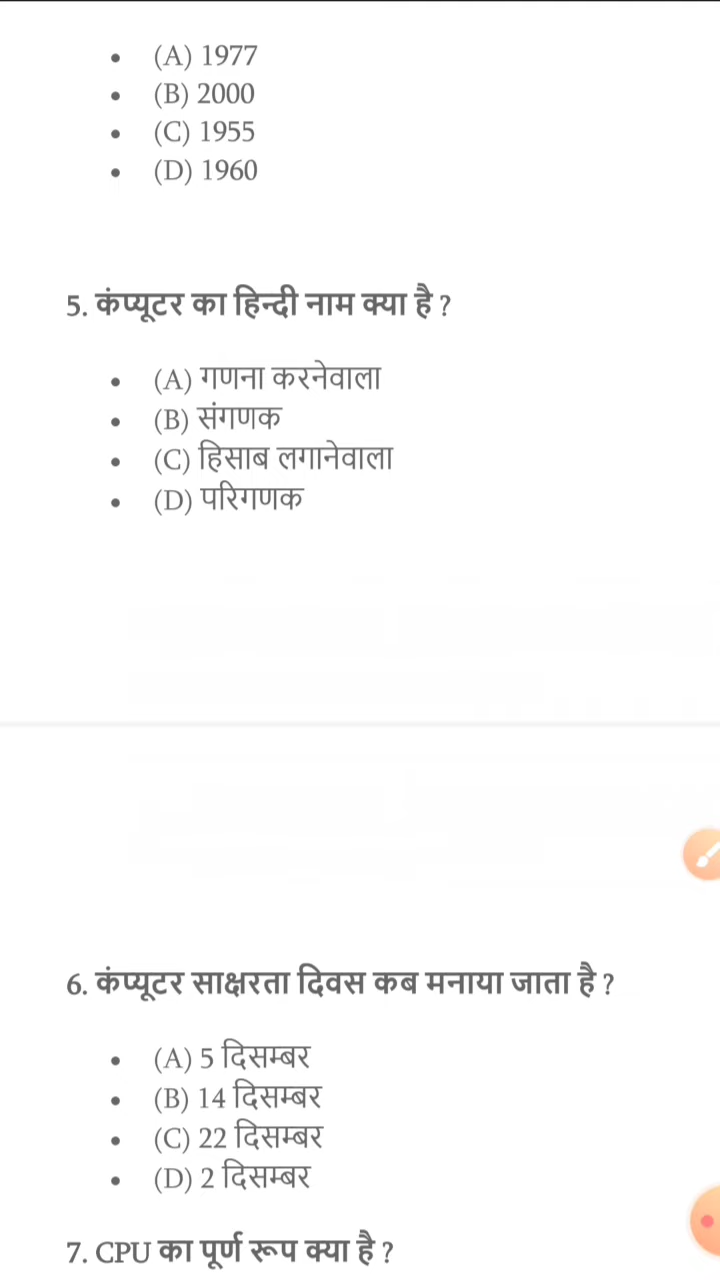 • (A) 1977
• (B) 2000
• (C) 1955
• (D) 1960
5. कंप्यूटर का हिन्दी नाम क्या है ?
• (A) गणना करनेवाला
• (B) संगणक
• (C) हिसाब लगानेवाला
• (D) परिगणक
6. कंप्यूटर साक्षरता दिवस कब मनाया जाता है ?
• (A) 5 दिसम्बर
• (B) 14 दिसम्बर
• (C) 22 दिसम्बर
• (D) 2 दिसम्बर
7. CPU का पूर्ण रूप क्या है ?